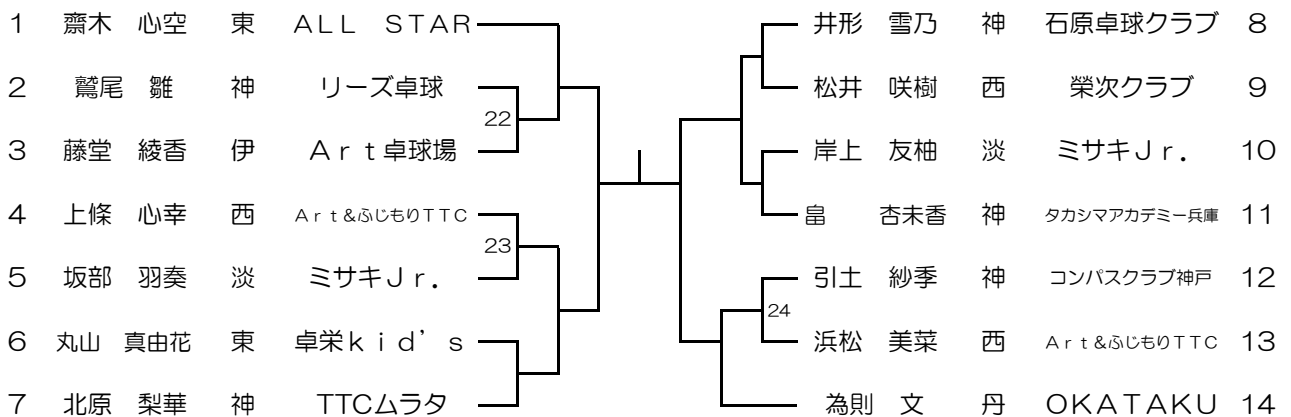 1 齋木 心空 東 ALL STAR
2 鷲尾 雛 神 リーズ卓球
22
3 藤堂 綾香 伊 Art卓球場
4 上條 心幸 西 Art&ふじもりTTC
23
5 坂部 羽奏 淡 ミサキJr.
6 丸山 真由花 東 卓栄kid's
7 北原 梨華 神 TTCムラタ
井形 雪乃 神 石原卓球クラブ 8
松井 咲樹 西 榮次クラブ 9
岸上 友柚 淡 ミサキJr. 10
畠 杏未香 神 タカシマアカデミー兵庫 11
引土 紗季 神 コンパスクラブ神戸 12
24
浜松 美菜 西 Art&ふじもりTTC 13
為則 文 丹 OKATAKU 14